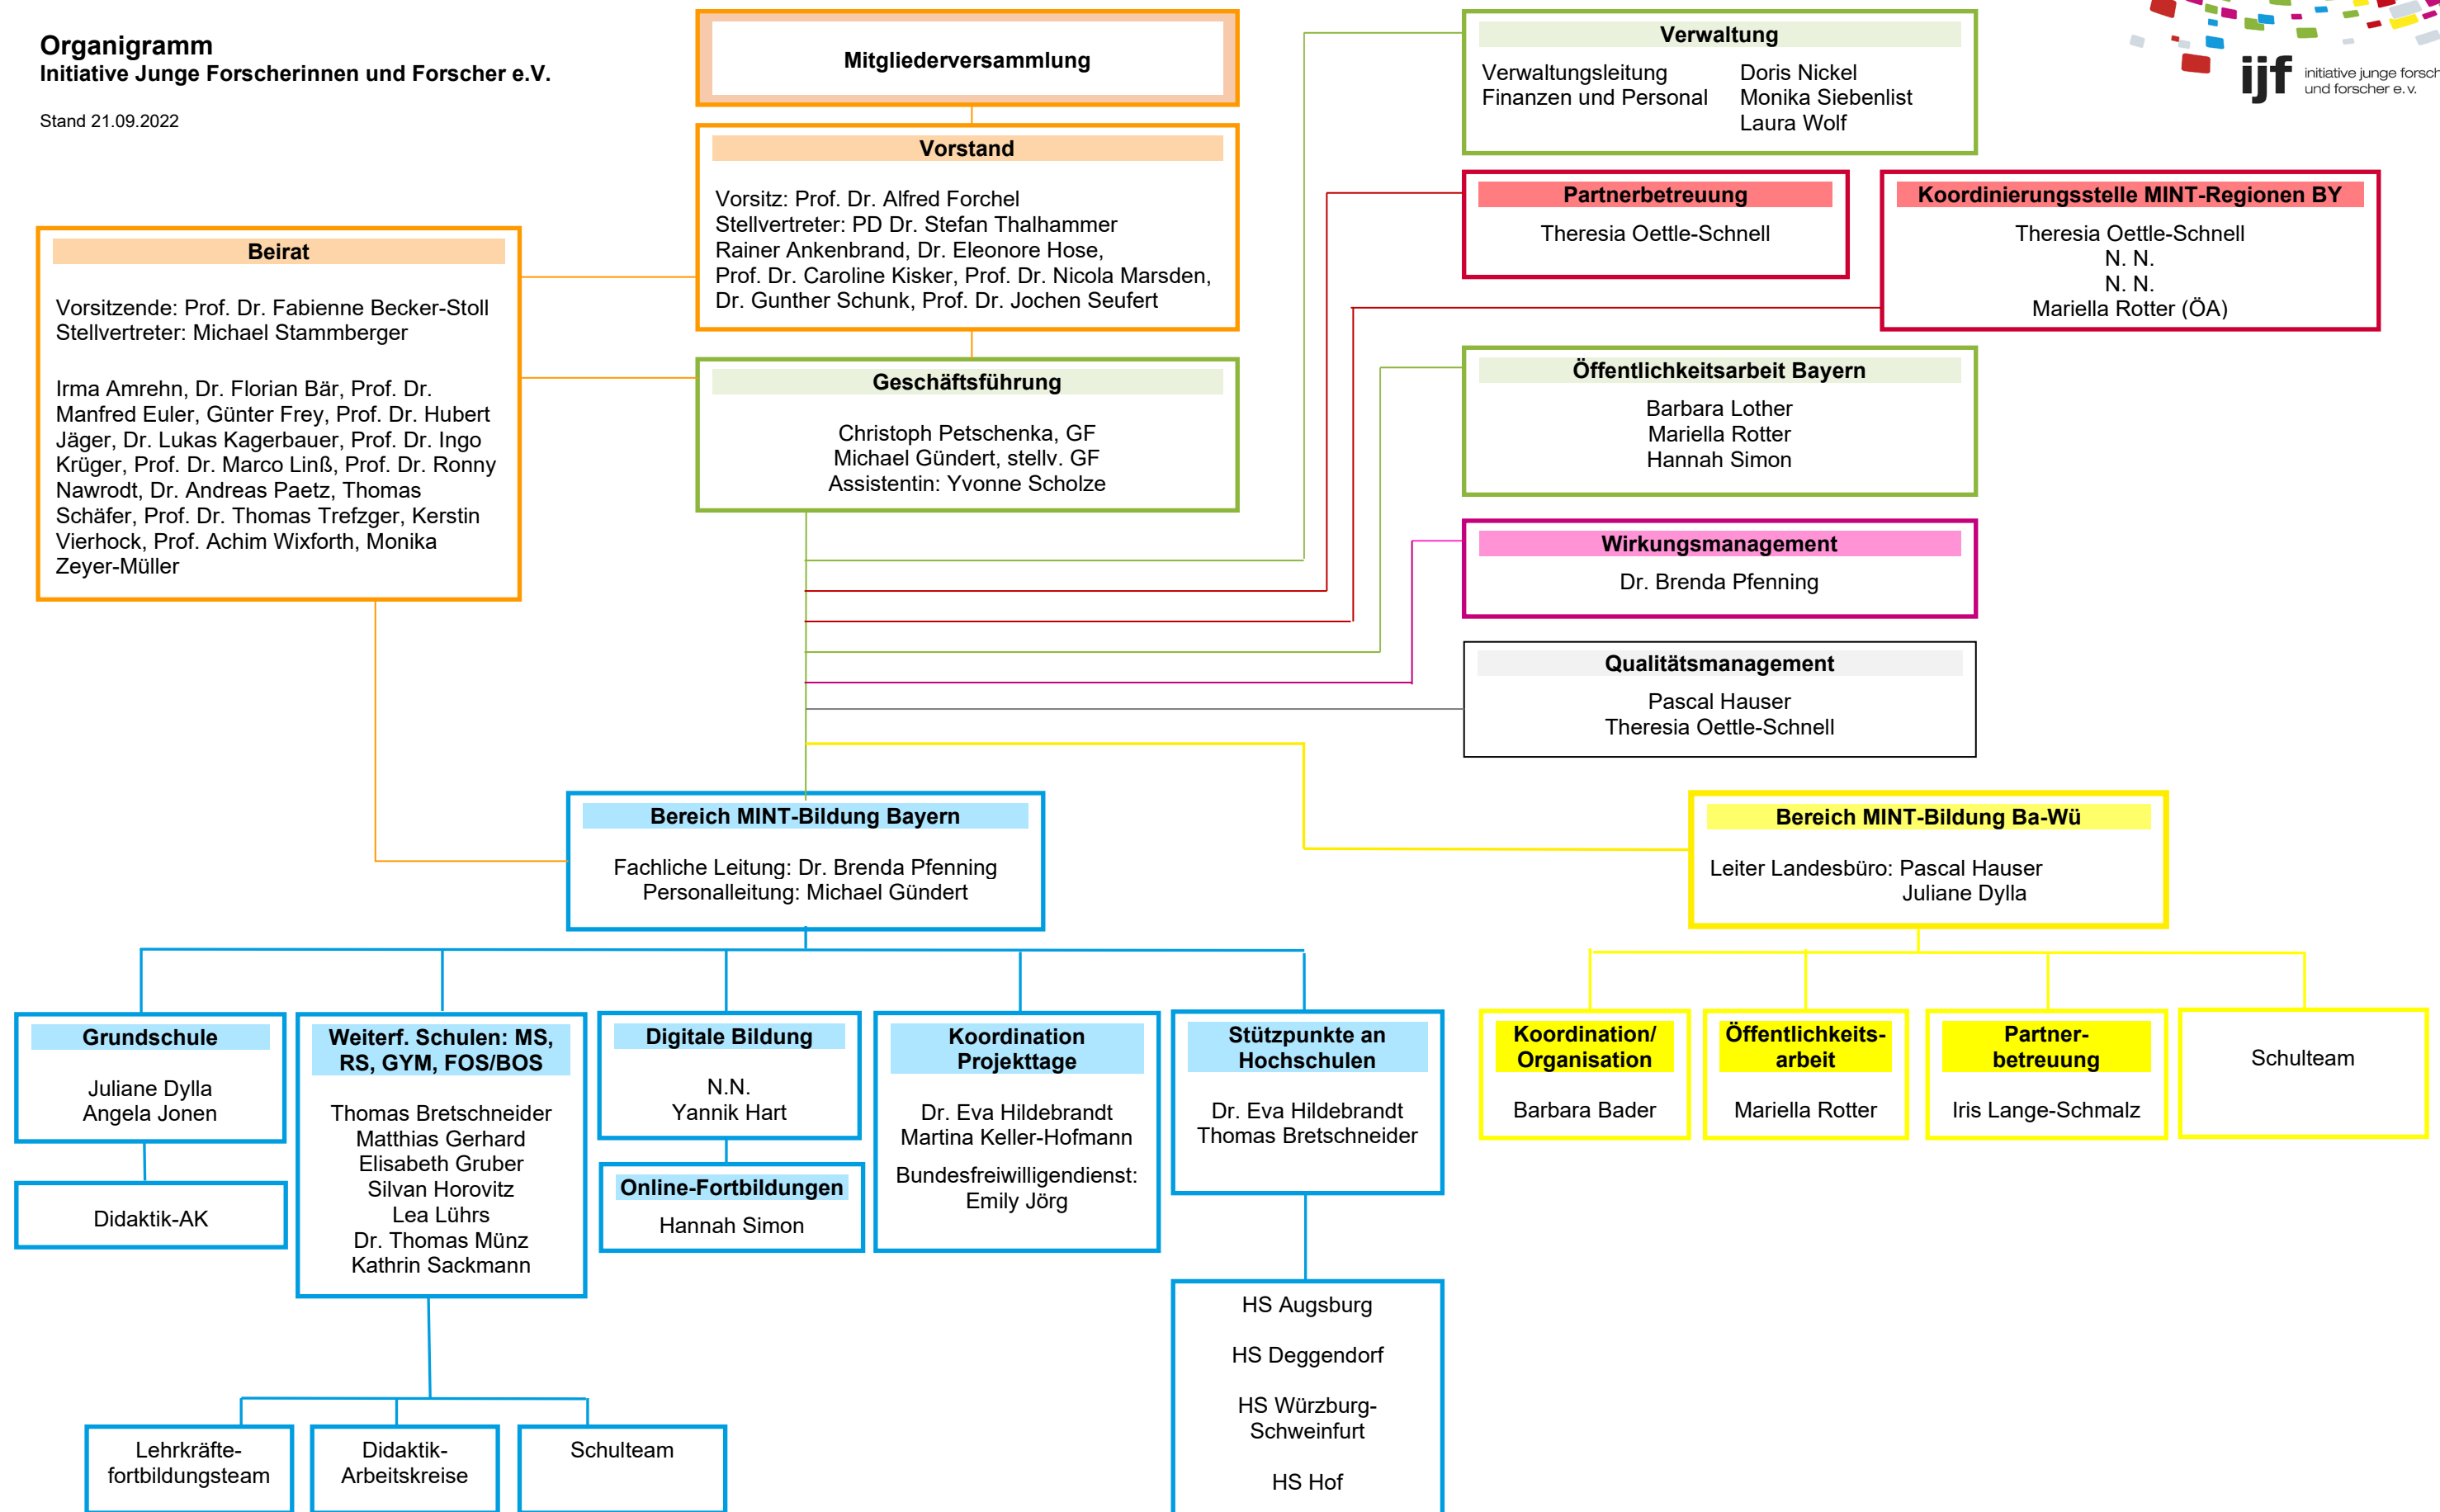 Organigramm
Initiative Junge Forscherinnen und Forscher e.V.
Stand 21.09.2022
Mitgliederversammlung
Vorstand
Vorsitz: Prof. Dr. Alfred Forchel
Stellvertreter: PD Dr. Stefan Thalhammer
Rainer Ankenbrand, Dr. Eleonore Hose,
Prof. Dr. Caroline Kisker, Prof. Dr. Nicola Marsden,
Dr. Gunther Schunk, Prof. Dr. Jochen Seufert
Beirat
Vorsitzende: Prof. Dr. Fabienne Becker-Stoll
Stellvertreter: Michael Stammberger
Irma Amrehn, Dr. Florian Bär, Prof. Dr.
Manfred Euler, Günter Frey, Prof. Dr. Hubert
Jäger, Dr. Lukas Kagerbauer, Prof. Dr. Ingo
Krüger, Prof. Dr. Marco Linß, Prof. Dr. Ronny
Nawrodt, Dr. Andreas Paetz, Thomas
Schäfer, Prof. Dr. Thomas Trefzger, Kerstin
Vierhock, Prof. Achim Wixforth, Monika
Zeyer-Müller
Geschäftsführung
Christoph Petschenka, GF
Michael Gündert, stellv. GF
Assistentin: Yvonne Scholze
Verwaltung
Verwaltungsleitung Doris Nickel
Finanzen und Personal Monika Siebenlist
Laura Wolf
ijf
initiative junge forsch
und forscher e.v.
Partnerbetreuung
Theresia Oettle-Schnell
Koordinierungsstelle MINT-Regionen BY
Theresia Oettle-Schnell
N. N.
N. N.
Mariella Rotter (ÖA)
Öffentlichkeitsarbeit Bayern
Barbara Lother
Mariella Rotter
Hannah Simon
Wirkungsmanagement
Dr. Brenda Pfenning
Qualitätsmanagement
Pascal Hauser
Theresia Oettle-Schnell
Bereich MINT-Bildung Bayern
Fachliche Leitung: Dr. Brenda Pfenning
Personalleitung: Michael Gündert
Bereich MINT-Bildung Ba-Wü
Leiter Landesbüro: Pascal Hauser
Juliane Dylla
Grundschule
Juliane Dylla
Angela Jonen
Didaktik-AK
Weiterf. Schulen: MS,
RS, GYM, FOS/BOS
Thomas Bretschneider
Matthias Gerhard
Elisabeth Gruber
Silvan Horovitz
Lea Lührs
Dr. Thomas Münz
Kathrin Sackmann
Lehrkräfte-
fortbildungsteam
Didaktik-
Arbeitskreise
Schulteam
Digitale Bildung
N.N.
Yannik Hart
Online-Fortbildungen
Hannah Simon
Koordination
Projekttage
Dr. Eva Hildebrandt
Martina Keller-Hofmann
Bundesfreiwilligendienst:
Emily Jörg
Stützpunkte an
Hochschulen
Dr. Eva Hildebrandt
Thomas Bretschneider
HS Augsburg
HS Deggendorf
HS Würzburg-
Schweinfurt
HS Hof
Koordination/
Organisation
Barbara Bader
Öffentlichkeits-
arbeit
Mariella Rotter
Partner-
betreuung
Iris Lange-Schmalz
Schulteam